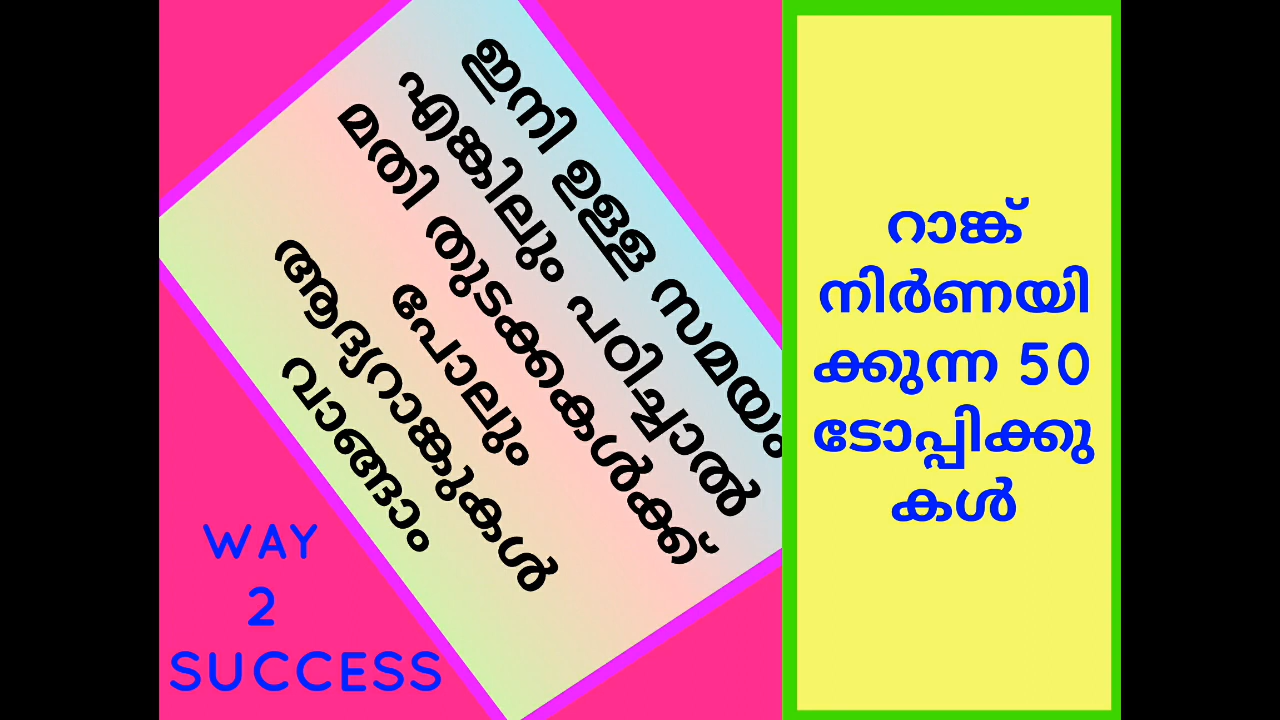 ഇനി ഉള്ള സമയം
എങ്കിലും പഠിച്ചാൽ
മതി തുടക്കകൾക്ക്
പോലും
ആദ്യറാങ്കുകൾ
വാങ്ങാം
WAY
2
SUCCESS
റാങ്ക്
നിർണയി
ക്കുന്ന 50
ടോപ്പിക്കു
കൾ